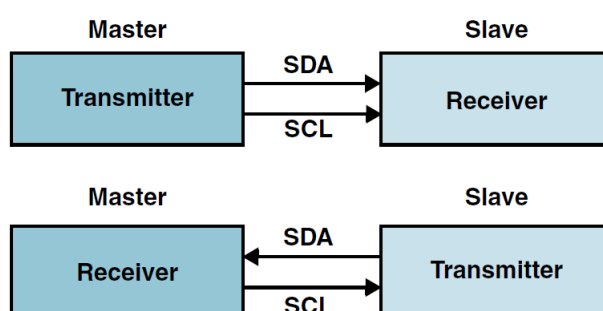 Master Slave
SDA
Transmitter Receiver
SCL
Master Slave
SDA
Receiver Transmitter
SCL